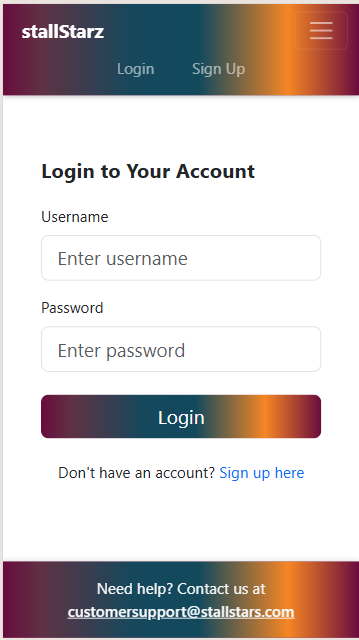 stallStarz
Login Sign Up
Login to Your Account
Username
Enter username
Password
Enter password
Login
Don't have an account? Sign up here
Need help? Contact us at
customersupport@stallstars.com